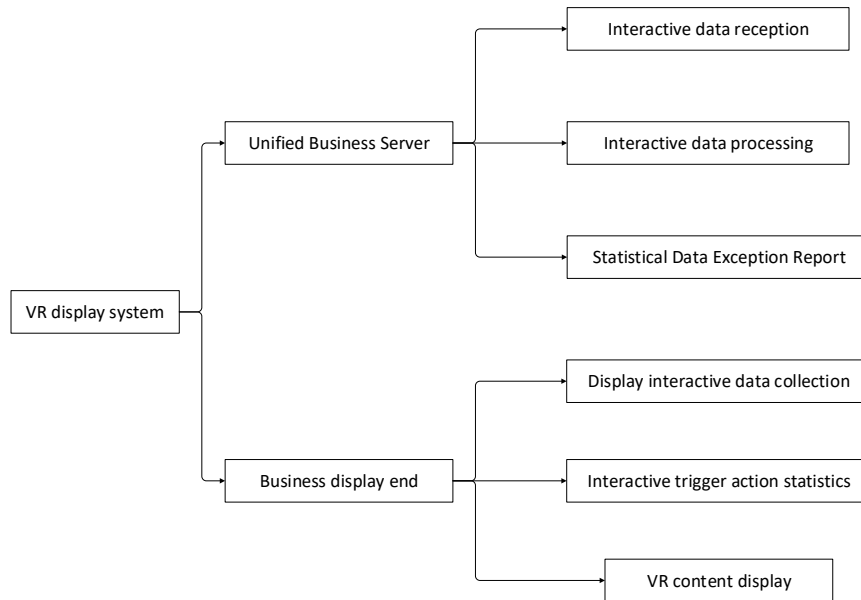 Interactive data reception
Unified Business Server
Interactive data processing
Statistical Data Exception Report
VR display system
Display interactive data collection
Business display end
Interactive trigger action statistics
VR content display